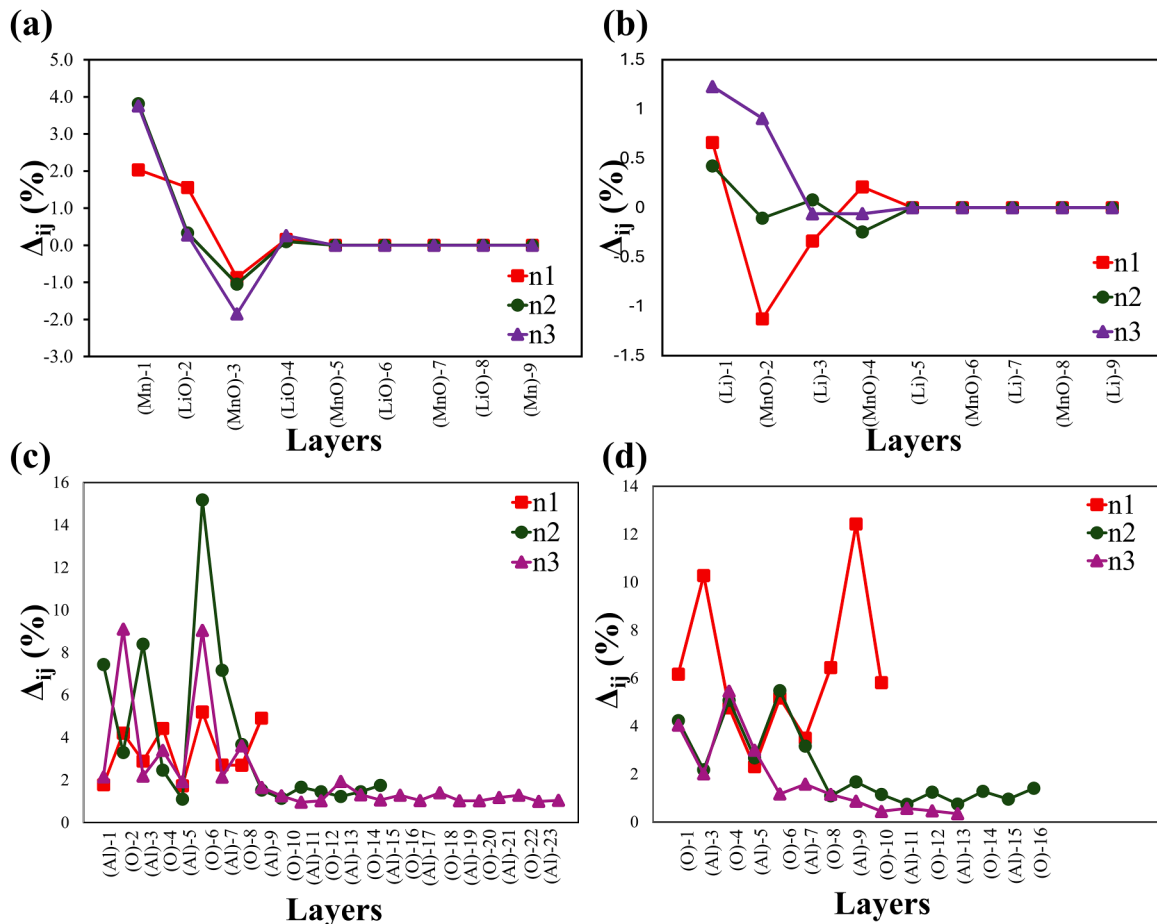 (a)
5.0
4.0
3.0
2.0
1.0
0.0
-1.0
-2.0
-3.0
Δij (%)
n1
n2
n3
(Mn)-1
(LiO)-2
(MnO)-3
(LiO)-4
(MnO)-5
(LiO)-6
(MnO)-7
(LiO)-8
(Mn)-9
Layers
(b)
1.5
1
0.5
0
-0.5
-1
-1.5
Δij (%)
n1
n2
n3
(Li)-1
(MnO)-2
(Li)-3
(MnO)-4
(Li)-5
(MnO)-6
(Li)-7
(MnO)-8
(Li)-9
Layers
(c)
16
14
12
10
8
6
4
2
0
Δij (%)
n1
n2
n3
(Al)-1
(O)-2
(Al)-3
(O)-4
(Al)-5
(O)-6
(Al)-7
(O)-8
(Al)-9
(O)-10
(Al)-11
(O)-12
(Al)-13
(O)-14
(Al)-15
(O)-16
(Al)-17
(O)-18
(Al)-19
(O)-20
(Al)-21
(O)-22
(Al)-23
Layers
(d)
14
12
10
8
6
4
2
0
Δij (%)
n1
n2
n3
(O)-1
(Al)-3
(O)-4
(Al)-5
(O)-6
(Al)-7
(O)-8
(Al)-9
(O)-10
(Al)-11
(O)-12
(Al)-13
(O)-14
(Al)-15
(O)-16
Layers